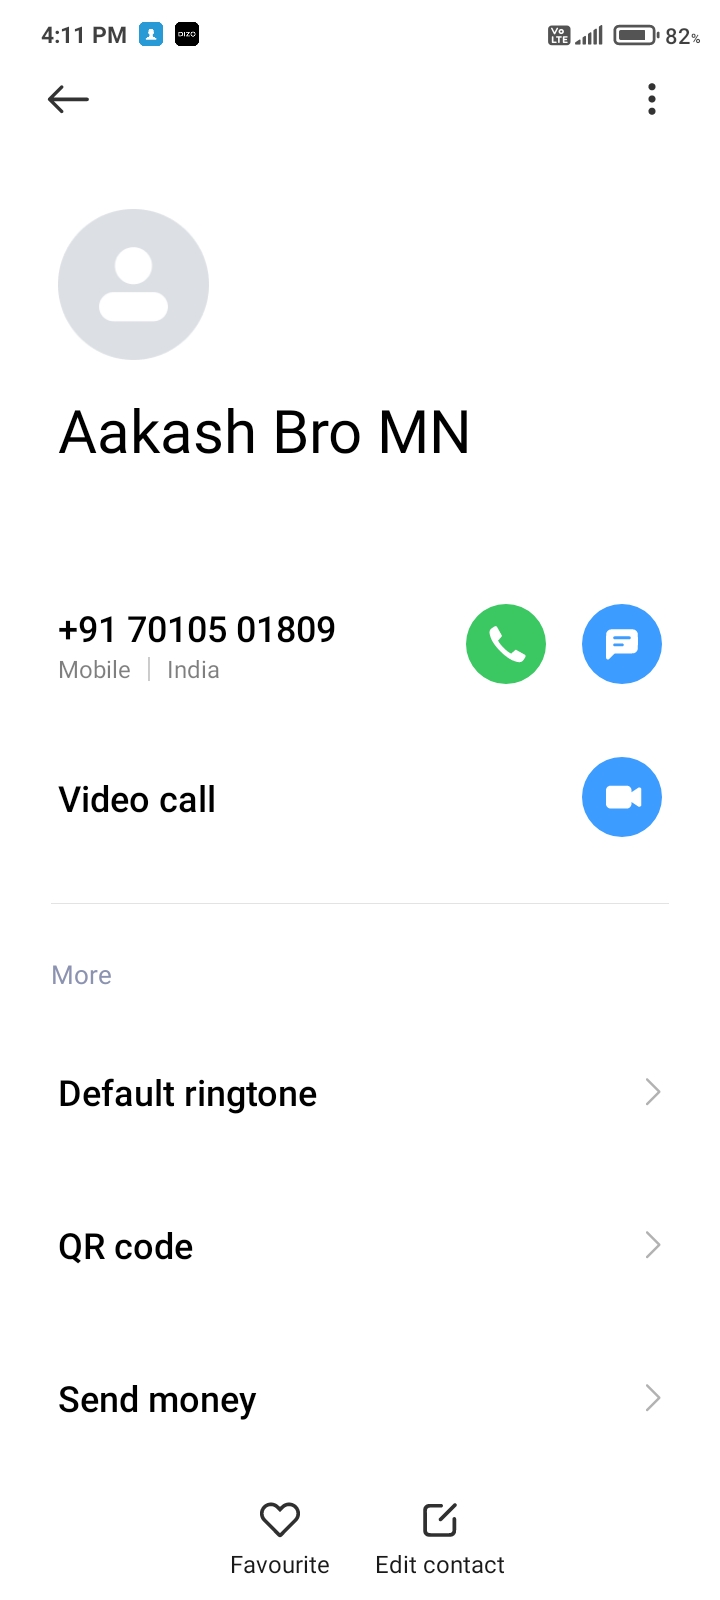 4:11 PM DIZO Vo LTE 82%
Aakash Bro MN
+91 70105 01809
Mobile | India
Video call
More
Default ringtone
QR code
Send money
Favourite Edit contact